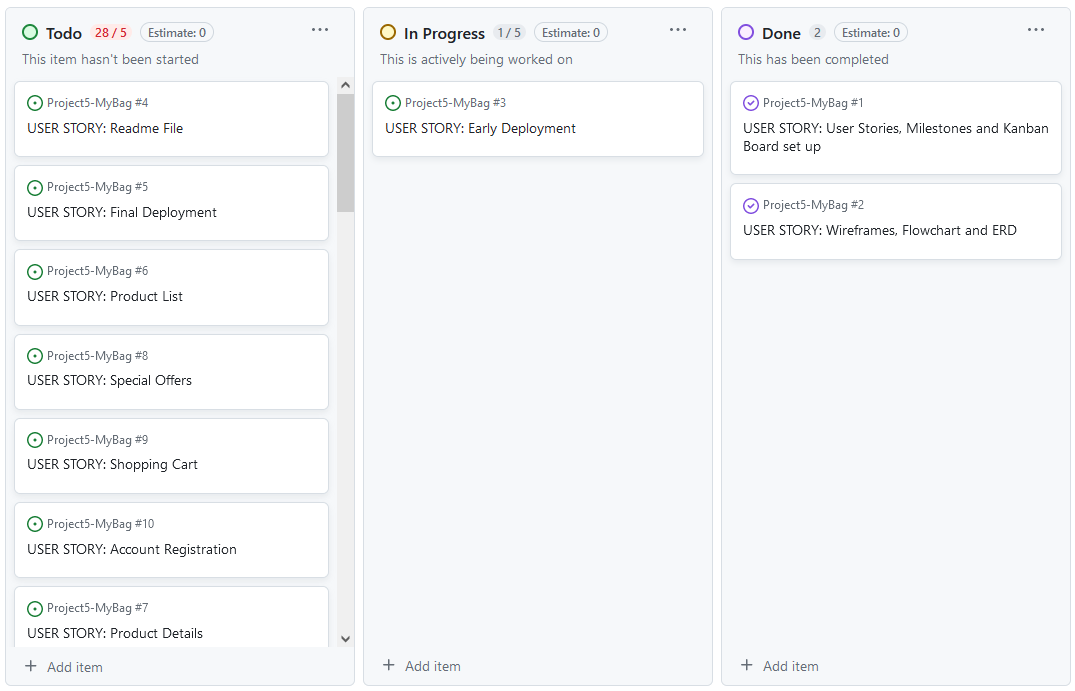 Todo 28 / 5 Estimate: 0 ...
This item hasn't been started
Project5-MyBag #4
USER STORY: Readme File
Project5-MyBag #5
USER STORY: Final Deployment
Project5-MyBag #6
USER STORY: Product List
Project5-MyBag #8
USER STORY: Special Offers
Project5-MyBag #9
USER STORY: Shopping Cart
Project5-MyBag #10
USER STORY: Account Registration
Project5-MyBag #7
USER STORY: Product Details
+ Add item
In Progress 1 / 5 Estimate: 0 ...
This is actively being worked on
Project5-MyBag #3
USER STORY: Early Deployment
+ Add item
Done 2 Estimate: 0 ...
This has been completed
Project5-MyBag #1
USER STORY: User Stories, Milestones and Kanban
Board set up
Project5-MyBag #2
USER STORY: Wireframes, Flowchart and ERD
+ Add item